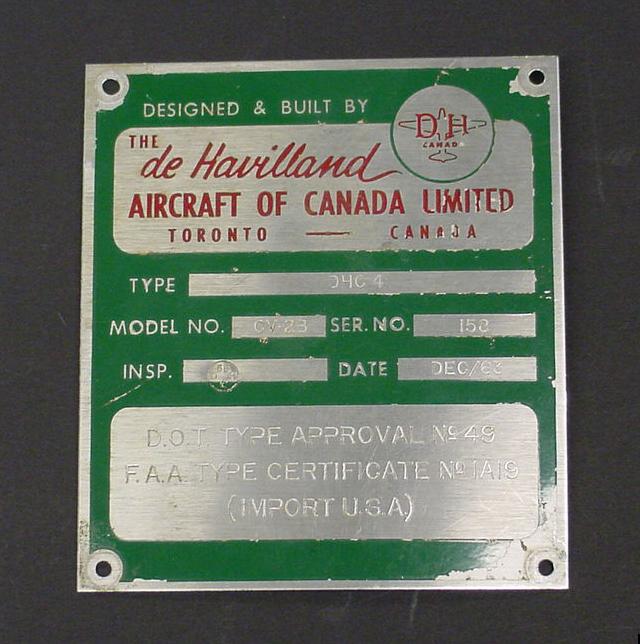 DESIGNED & BUILT BY
DH
CANADA
THE
de Havilland
AIRCRAFT OF CANADA LIMITED
TORONTO — CANADA
TYPE DHC 4
MODEL NO. CV-2B SER. NO. 158
INSP. DATE DEC/63
D.O.T. TYPE APPROVAL Nº 49
F.A.A. TYPE CERTIFICATE Nº 1A19
(IMPORT U.S.A)